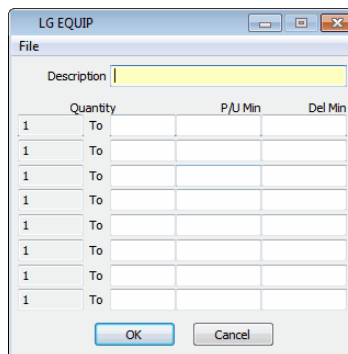 LG EQUIP
File
Description
Quantity P/U Min Del Min
1 To
1 To
1 To
1 To
1 To
1 To
1 To
1 To
OK Cancel